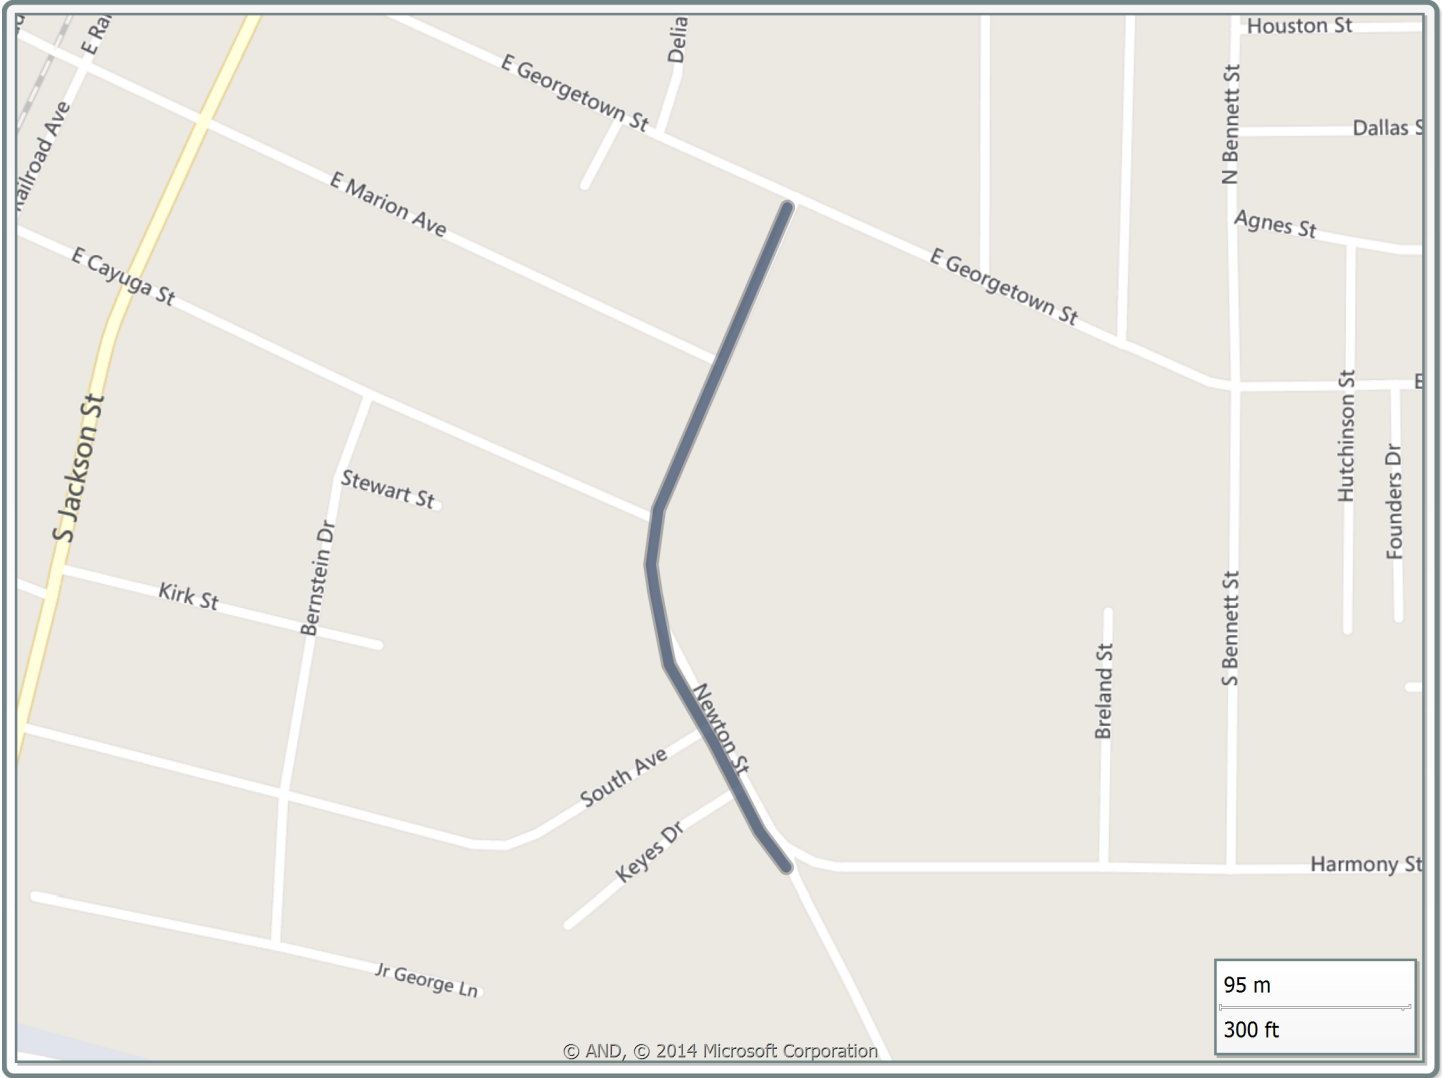 E Ra
Delia
Houston St
E Georgetown St
N Bennett St
Dallas S
Railroad Ave
E Marion Ave
Agnes St
E Cayuga St
E Georgetown St
E
Hutchinson St
Founders Dr
S Jackson St
Stewart St
Bernstein Dr
Kirk St
S Bennett St
Breland St
Newton St
South Ave
Keyes Dr
Harmony St
Jr George Ln
95 m
300 ft
© AND, © 2014 Microsoft Corporation